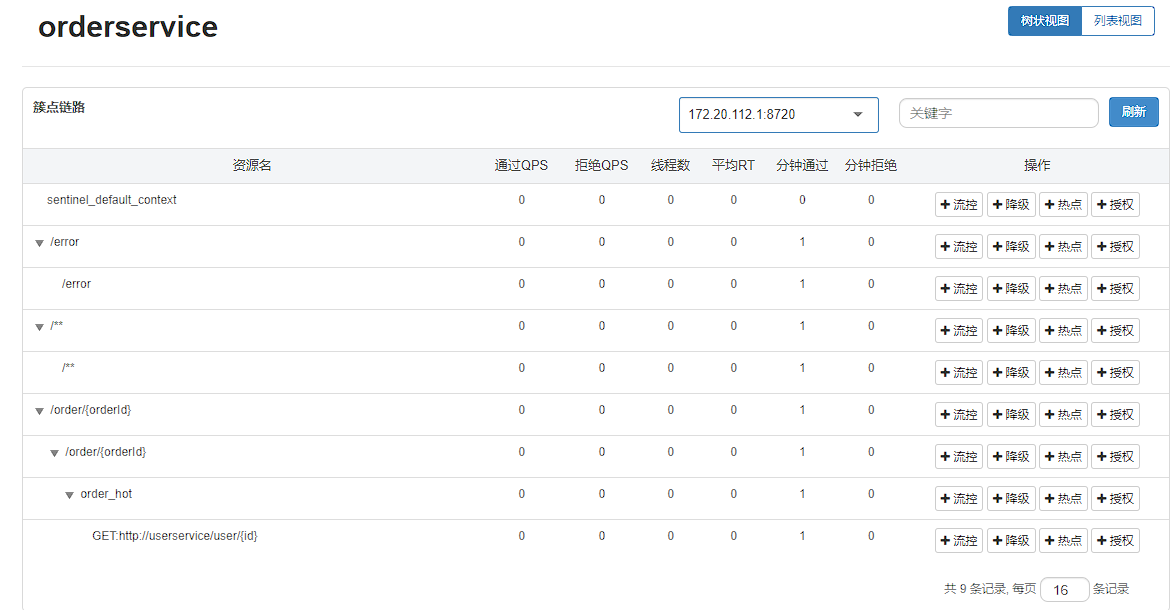 orderservice
树状视图 列表视图
簇点链路
172.20.112.1:8720 关键字 刷新
资源名 通过QPS 拒绝QPS 线程数 平均RT 分钟通过 分钟拒绝 操作
sentinel_default_context 0 0 0 0 0 0 + 流控 + 降级 + 热点 + 授权
/error 0 0 0 0 1 0 + 流控 + 降级 + 热点 + 授权
/error 0 0 0 0 1 0 + 流控 + 降级 + 热点 + 授权
/** 0 0 0 0 1 0 + 流控 + 降级 + 热点 + 授权
/** 0 0 0 0 1 0 + 流控 + 降级 + 热点 + 授权
/order/{orderId} 0 0 0 0 1 0 + 流控 + 降级 + 热点 + 授权
/order/{orderId} 0 0 0 0 1 0 + 流控 + 降级 + 热点 + 授权
order_hot 0 0 0 0 1 0 + 流控 + 降级 + 热点 + 授权
GET:http://userservice/user/{id} 0 0 0 0 1 0 + 流控 + 降级 + 热点 + 授权
共 9 条记录, 每页 16 条记录